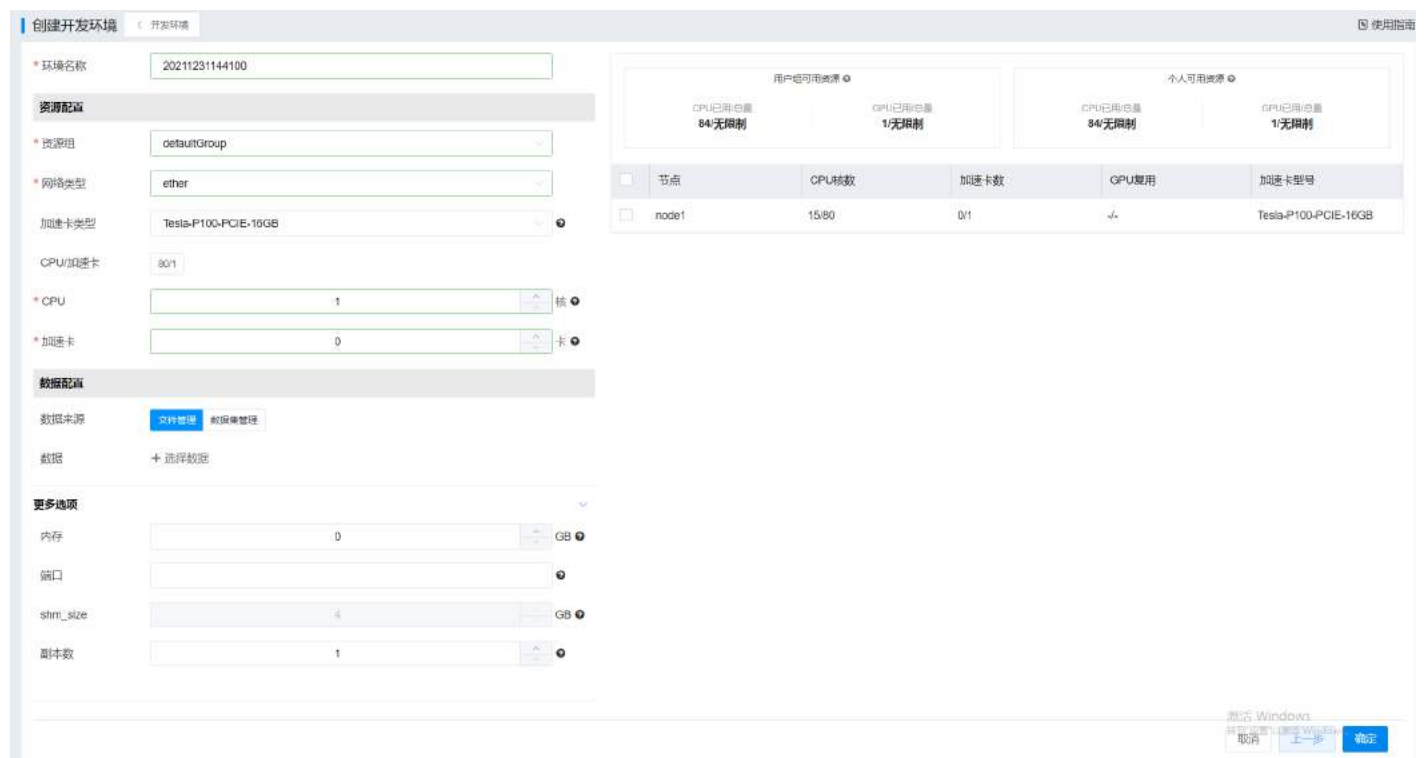 创建开发环境
〈 开发环境
使用指南
* 环境名称
20211231144100
资源配置
* 资源组
defaultGroup
* 网络类型
ether
加速卡类型
Tesla-P100-PCIE-16GB
CPU/加速卡
80/1
* CPU
1
核
* 加速卡
0
卡
数据配置
数据来源
文件管理
数据集管理
数据
+ 选择数据
更多选项
内存
0
GB
端口
shm_size
4
GB
副本数
1
用户组可用资源
CPU已用/总量
84/无限制
GPU已用/总量
1/无限制
个人可用资源
CPU已用/总量
84/无限制
GPU已用/总量
1/无限制
节点 CPU核数 加速卡数 GPU复用 加速卡型号
node1 15/80 0/1 -/- Tesla-P100-PCIE-16GB
激活 Windows
取消
上一步
确定